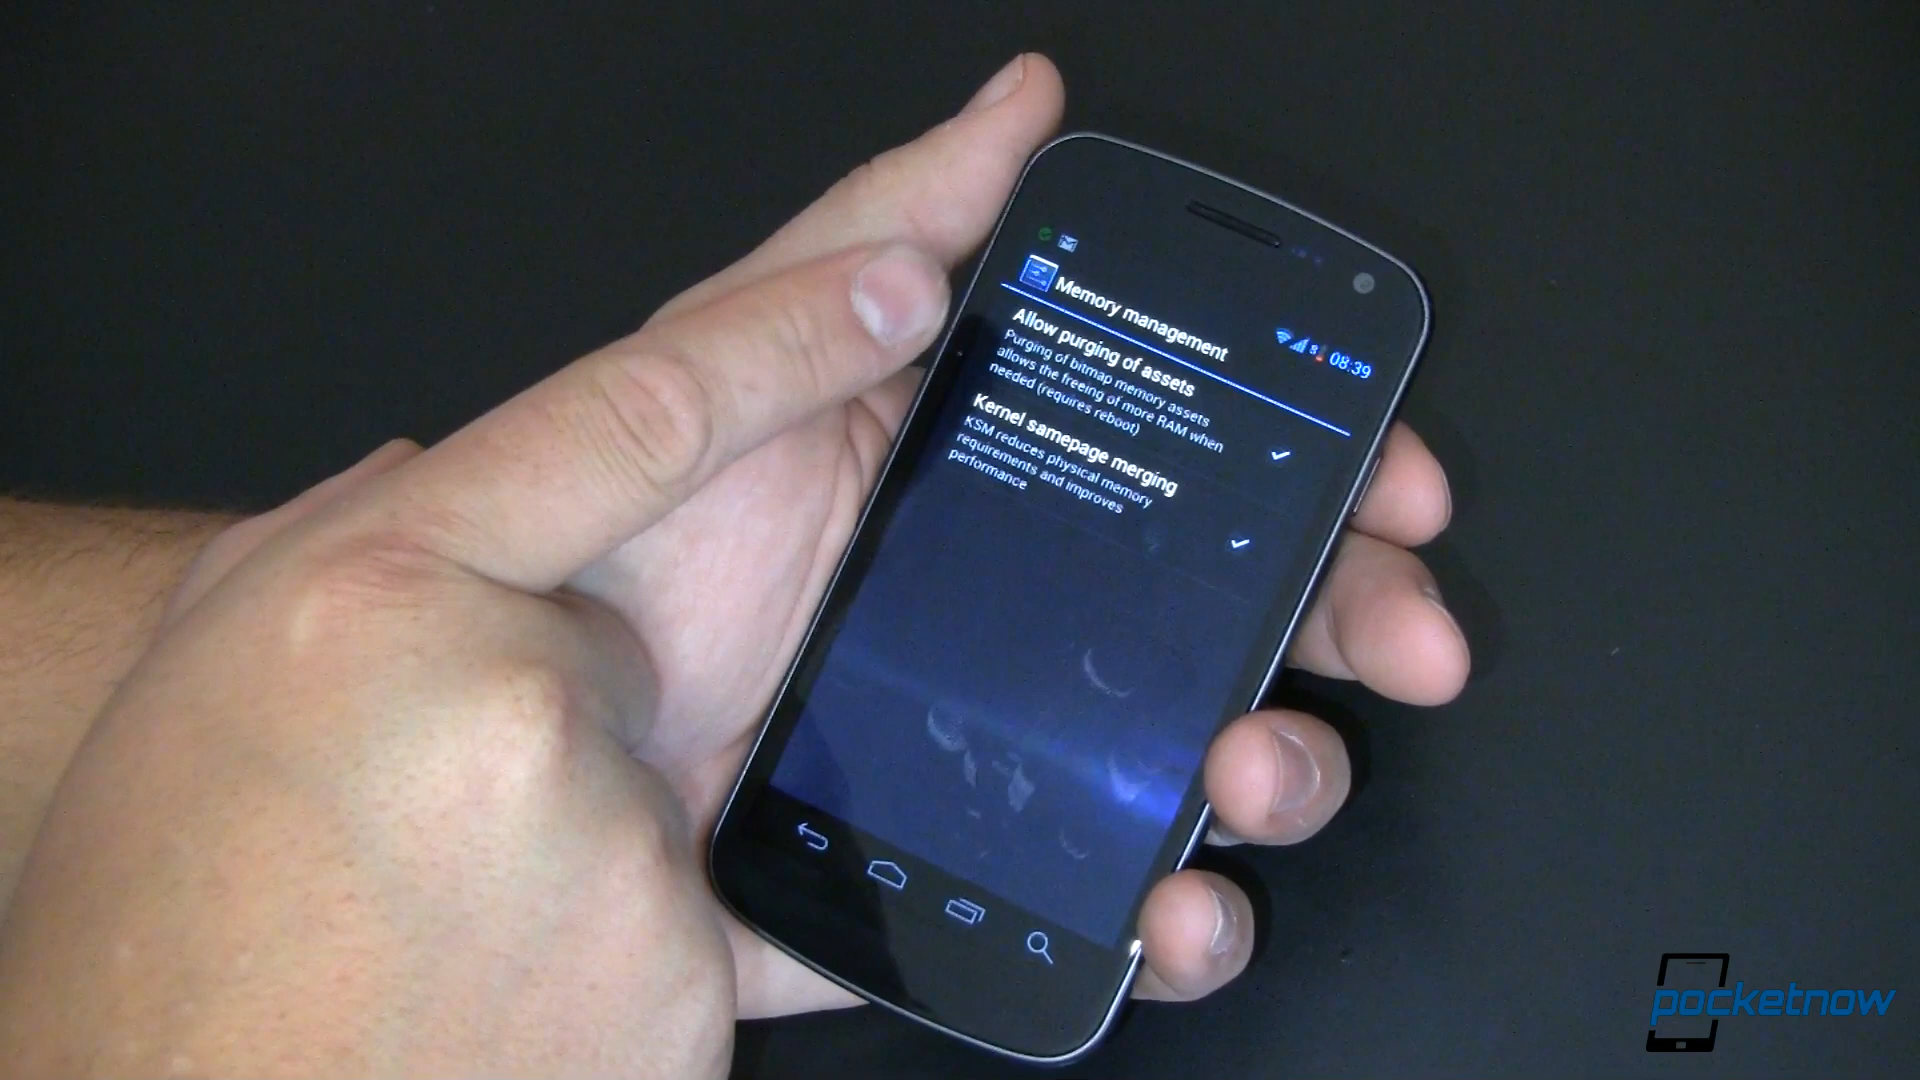 08:39
Memory management
Allow purging of assets
Purging of bitmap memory assets
allows the freeing of more RAM when
needed (requires reboot)
Kernel samepage merging
KSM reduces physical memory
requirements and improves
performance
pocketnow